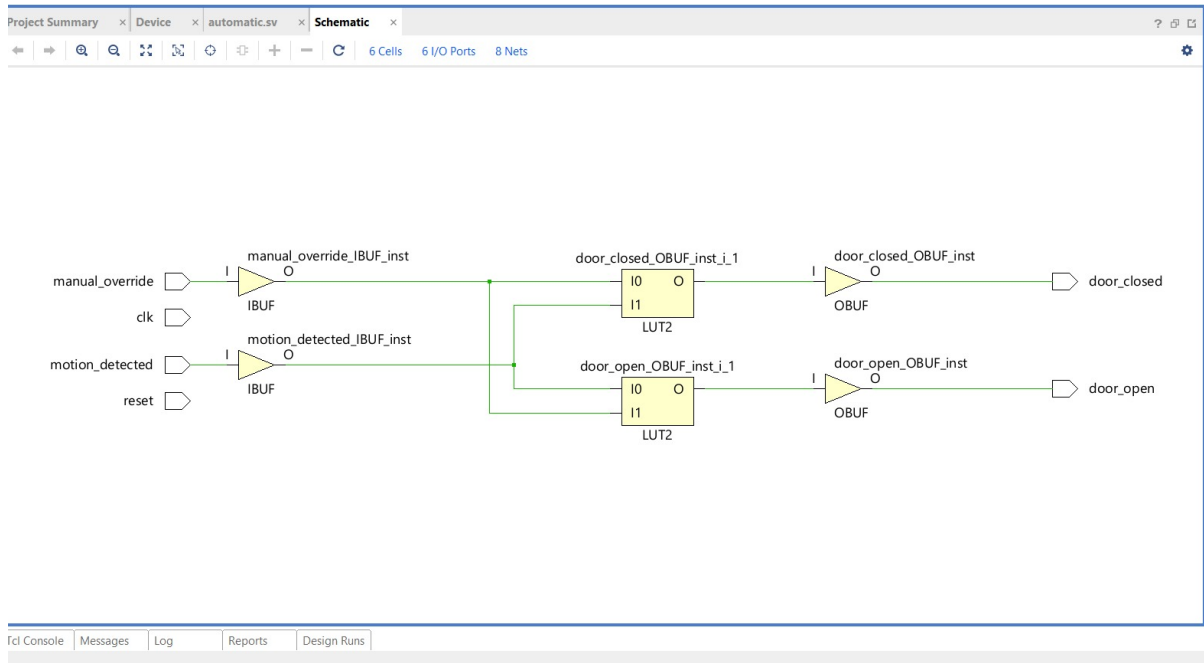 Project Summary × Device × automatic.sv × Schematic × ?
6 Cells 6 I/O Ports 8 Nets
manual_override_IBUF_inst
door_closed_OBUF_inst_i_1
door_closed_OBUF_inst
manual_override
I
O
IBUF
I0 O
I1
LUT2
I
O
OBUF
door_closed
clk
motion_detected_IBUF_inst
door_open_OBUF_inst_i_1
door_open_OBUF_inst
motion_detected
I
O
IBUF
I0 O
I1
LUT2
I
O
OBUF
door_open
reset
Tcl Console Messages Log Reports Design Runs